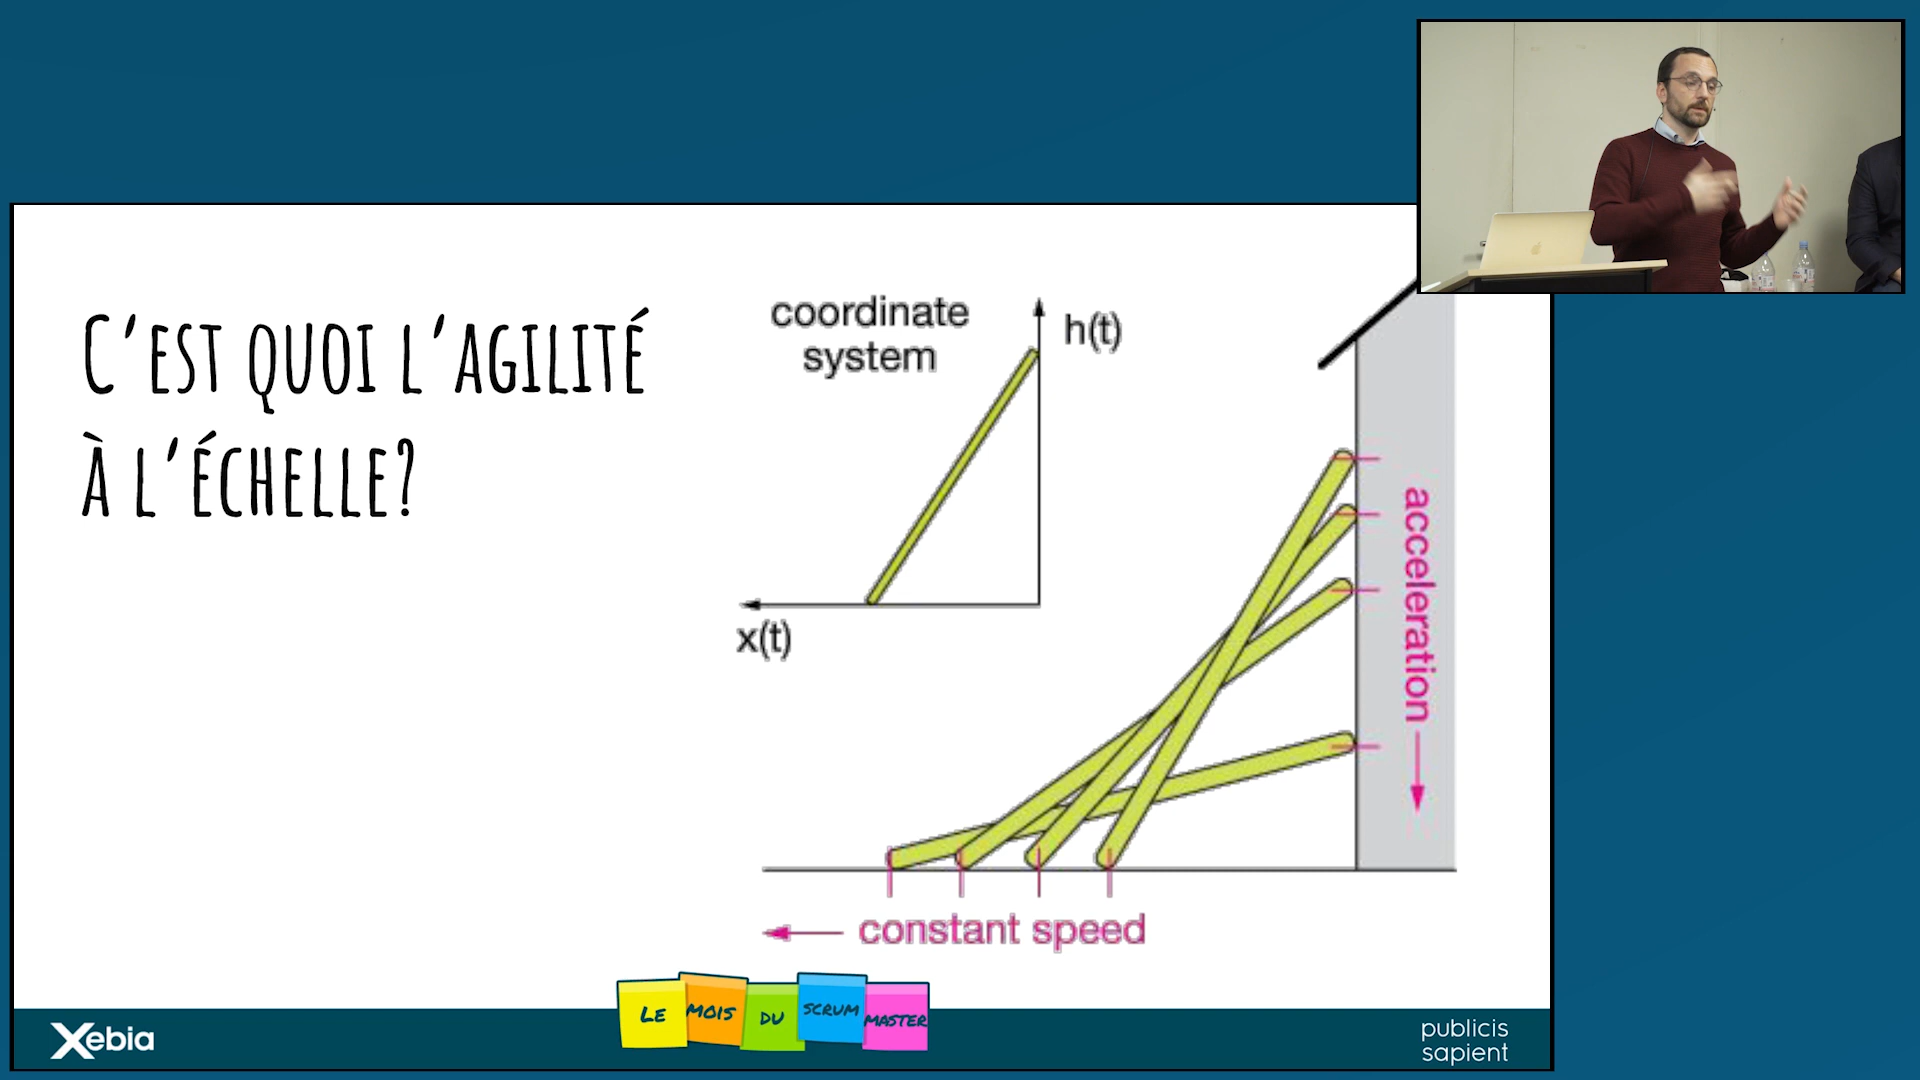 C'EST QUOI L'AGILITÉ
À L'ÉCHELLE?
coordinate
system
h(t)
x(t)
acceleration
constant speed
LE MOIS DU SCRUM MASTER
Xebia
publicis
sapient